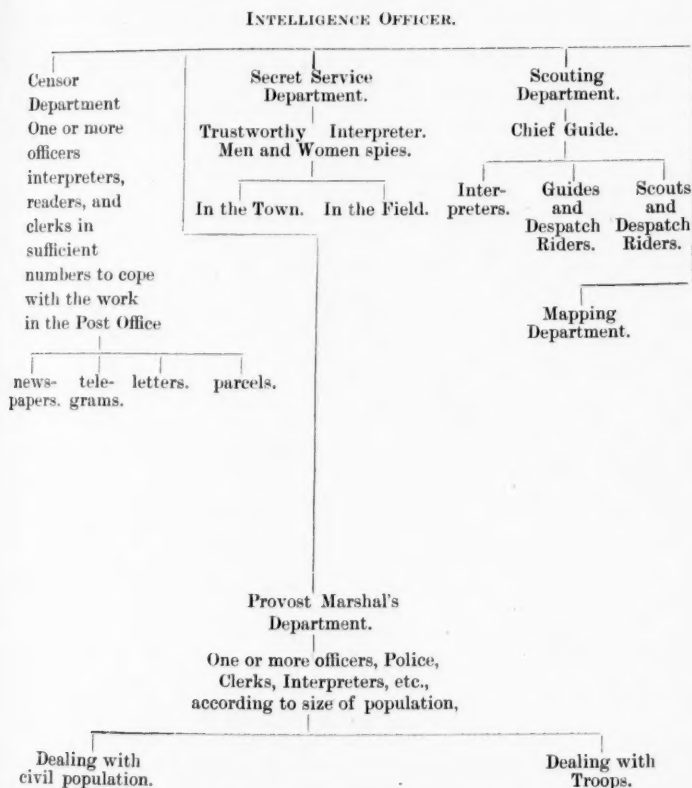 INTELLIGENCE OFFICER.
Censor
Department
One or more
officers
interpreters,
readers, and
clerks in
sufficient
numbers to cope
with the work
in the Post Office
news-
papers.
tele-
grams.
letters.
parcels.
Secret Service
Department.
Trustworthy Interpreter.
Men and Women spies.
In the Town.
In the Field.
Scouting
Department.
Chief Guide.
Inter-
preters.
Guides
and
Despatch
Riders.
Scouts
and
Despatch
Riders.
Mapping
Department.
Provost Marshal's
Department.
One or more officers, Police,
Clerks, Interpreters, etc.,
according to size of population,
Dealing with
civil population.
Dealing with
Troops.